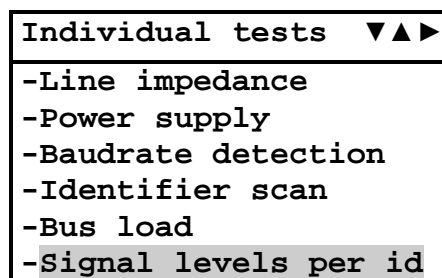 Individual tests ▼▲►
-Line impedance
-Power supply
-Baudrate detection
-Identifier scan
-Bus load
-Signal levels per id